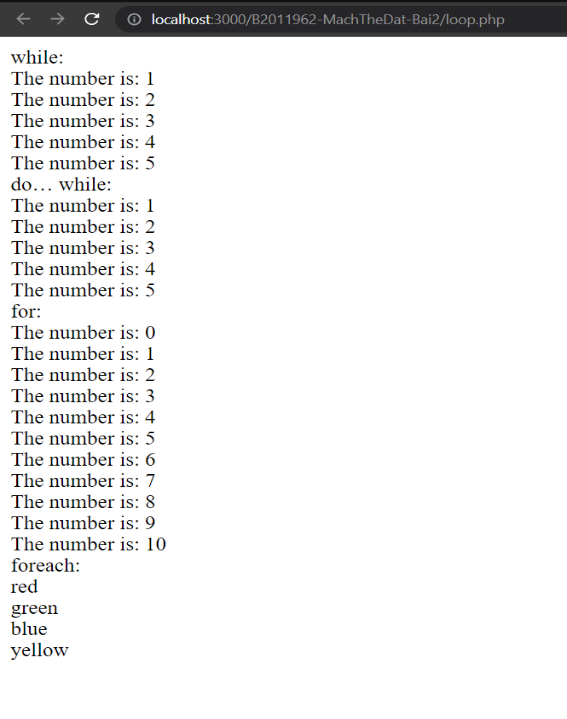 localhost:3000/B2011962-MachTheDat-Bai2/loop.php
while:
The number is: 1
The number is: 2
The number is: 3
The number is: 4
The number is: 5
do… while:
The number is: 1
The number is: 2
The number is: 3
The number is: 4
The number is: 5
for:
The number is: 0
The number is: 1
The number is: 2
The number is: 3
The number is: 4
The number is: 5
The number is: 6
The number is: 7
The number is: 8
The number is: 9
The number is: 10
foreach:
red
green
blue
yellow